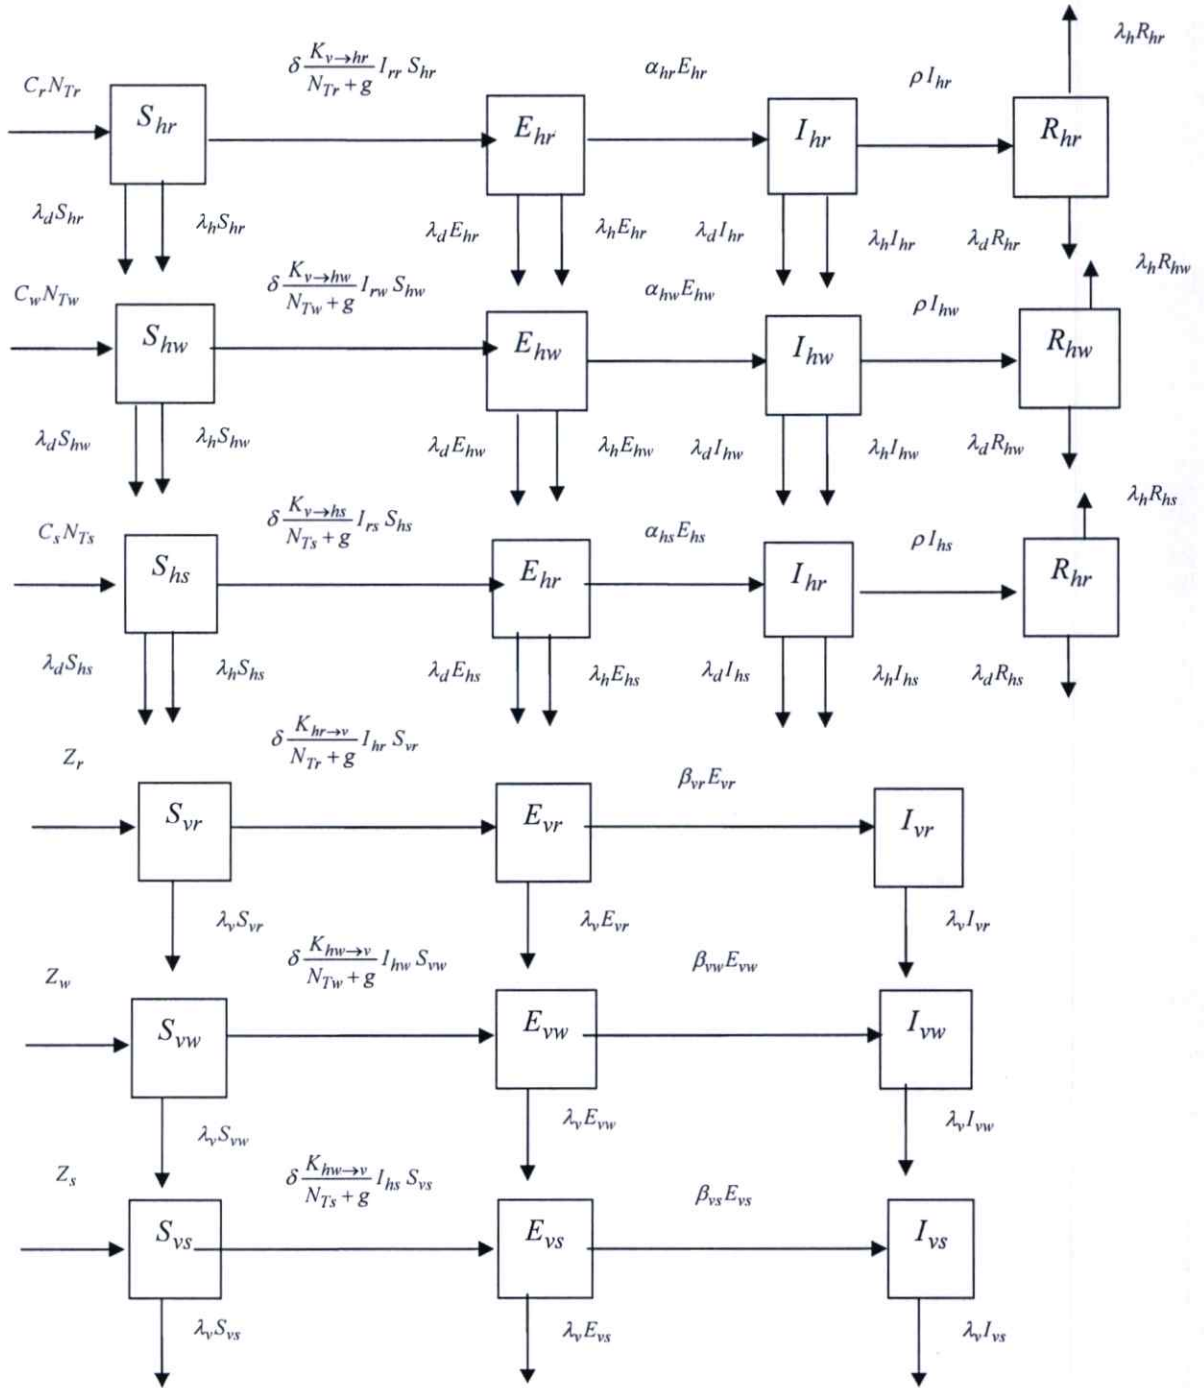 C_r N_{Tr} δ \frac{K_{v→hr}}{N_{Tr}+g} I_{rr} S_{hr} α_{hr}E_{hr} ρ I_{hr} λ_h R_{hr}
S_{hr} E_{hr} I_{hr} R_{hr}
λ_d S_{hr} λ_h S_{hr} λ_d E_{hr} λ_h E_{hr} λ_d I_{hr} λ_h I_{hr} λ_d R_{hr}
C_w N_{Tw} δ \frac{K_{v→hw}}{N_{Tw}+g} I_{rw} S_{hw} α_{hw}E_{hw} ρ I_{hw} λ_h R_{hw}
S_{hw} E_{hw} I_{hw} R_{hw}
λ_d S_{hw} λ_h S_{hw} λ_d E_{hw} λ_h E_{hw} λ_d I_{hw} λ_h I_{hw} λ_d R_{hw}
C_s N_{Ts} δ \frac{K_{v→hs}}{N_{Ts}+g} I_{rs} S_{hs} α_{hs}E_{hs} ρ I_{hs} λ_h R_{hs}
S_{hs} E_{hr} I_{hr} R_{hr}
λ_d S_{hs} λ_h S_{hs} λ_d E_{hs} λ_h E_{hs} λ_d I_{hs} λ_h I_{hs} λ_d R_{hs}
Z_r δ \frac{K_{hr→v}}{N_{Tr}+g} I_{hr} S_{vr} β_{vr}E_{vr}
S_{vr} E_{vr} I_{vr}
λ_v S_{vr} λ_v E_{vr} λ_v I_{vr}
Z_w δ \frac{K_{hw→v}}{N_{Tw}+g} I_{hw} S_{vw} β_{vw}E_{vw}
S_{vw} E_{vw} I_{vw}
λ_v S_{vw} λ_v E_{vw} λ_v I_{vw}
Z_s δ \frac{K_{hw→v}}{N_{Ts}+g} I_{hs} S_{vs} β_{vs}E_{vs}
S_{vs} E_{vs} I_{vs}
λ_v S_{vs} λ_v E_{vs} λ_v I_{vs}